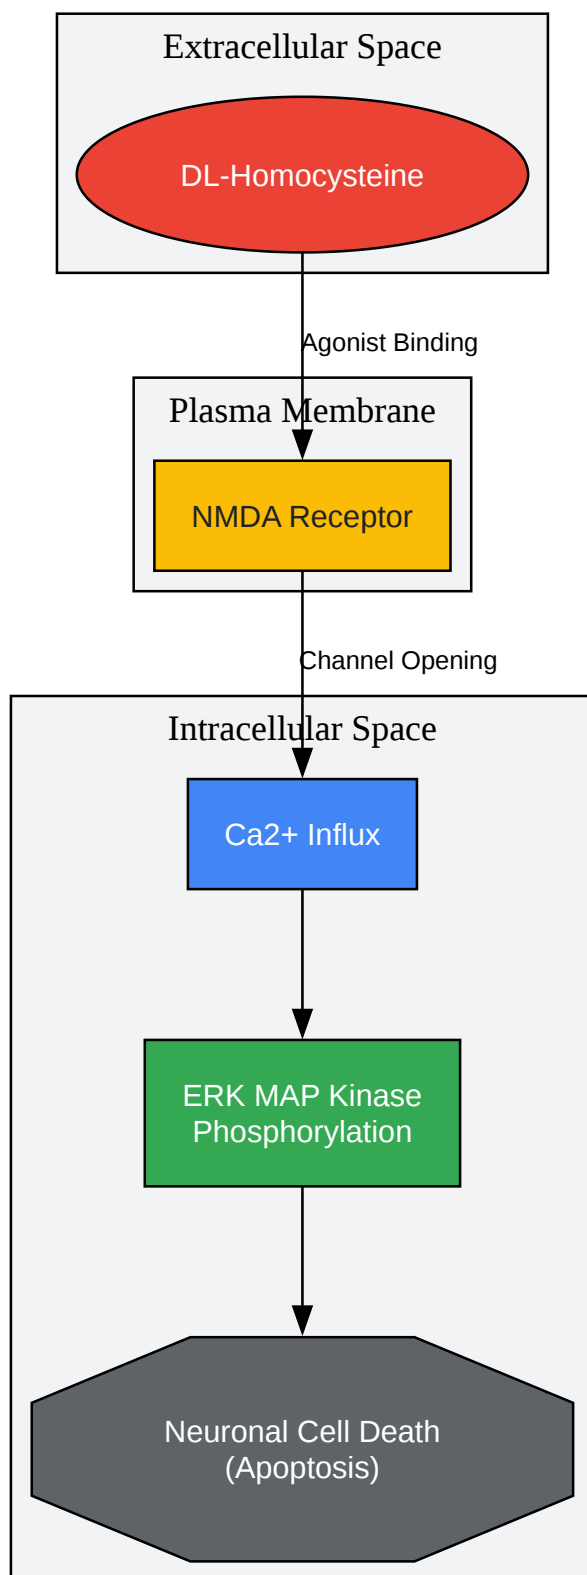 Extracellular Space
DL-Homocysteine
Agonist Binding
Plasma Membrane
NMDA Receptor
Channel Opening
Intracellular Space
Ca2+ Influx
ERK MAP Kinase
Phosphorylation
Neuronal Cell Death
(Apoptosis)